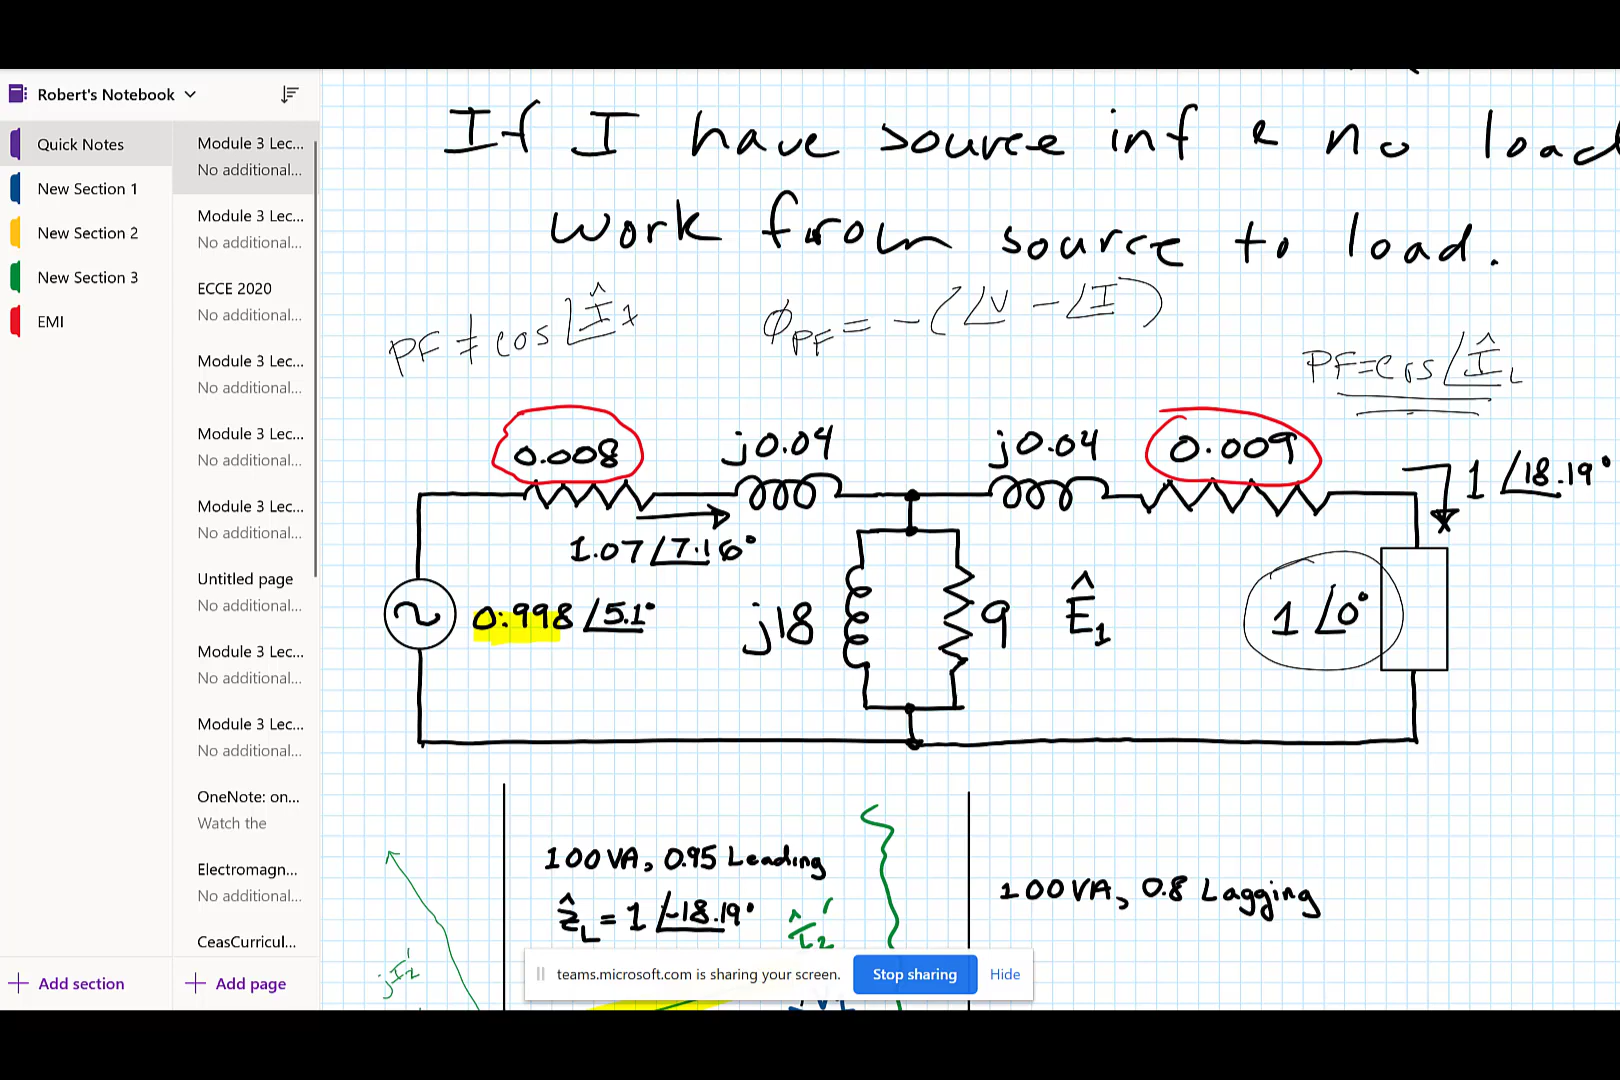 Robert's Notebook
Quick Notes
New Section 1
New Section 2
New Section 3
EMI
Add section
Module 3 Lec...
No additional...
Module 3 Lec...
No additional...
ECCE 2020
No additional...
Module 3 Lec...
No additional...
Module 3 Lec...
No additional...
Module 3 Lec...
No additional...
Untitled page
No additional...
Module 3 Lec...
No additional...
Module 3 Lec...
No additional...
OneNote: on...
Watch the
Electromagn...
No additional...
CeasCurricul...
Add page
If I have source inf & no load
work from source to load.
PF ≠ cos ∠Î1
ϕPF = -(∠V - ∠I)
PF = cos ∠ÎL
0.008
j0.04
j0.04
0.009
1 ∠18.19°
1.07 ∠7.16°
0.998 ∠5.1°
j18
9
Ê1
1 ∠0°
100 VA, 0.95 Leading
ẐL = 1 ∠-18.19°
Î2'
jI2'
100 VA, 0.8 Lagging
teams.microsoft.com is sharing your screen.
Stop sharing
Hide